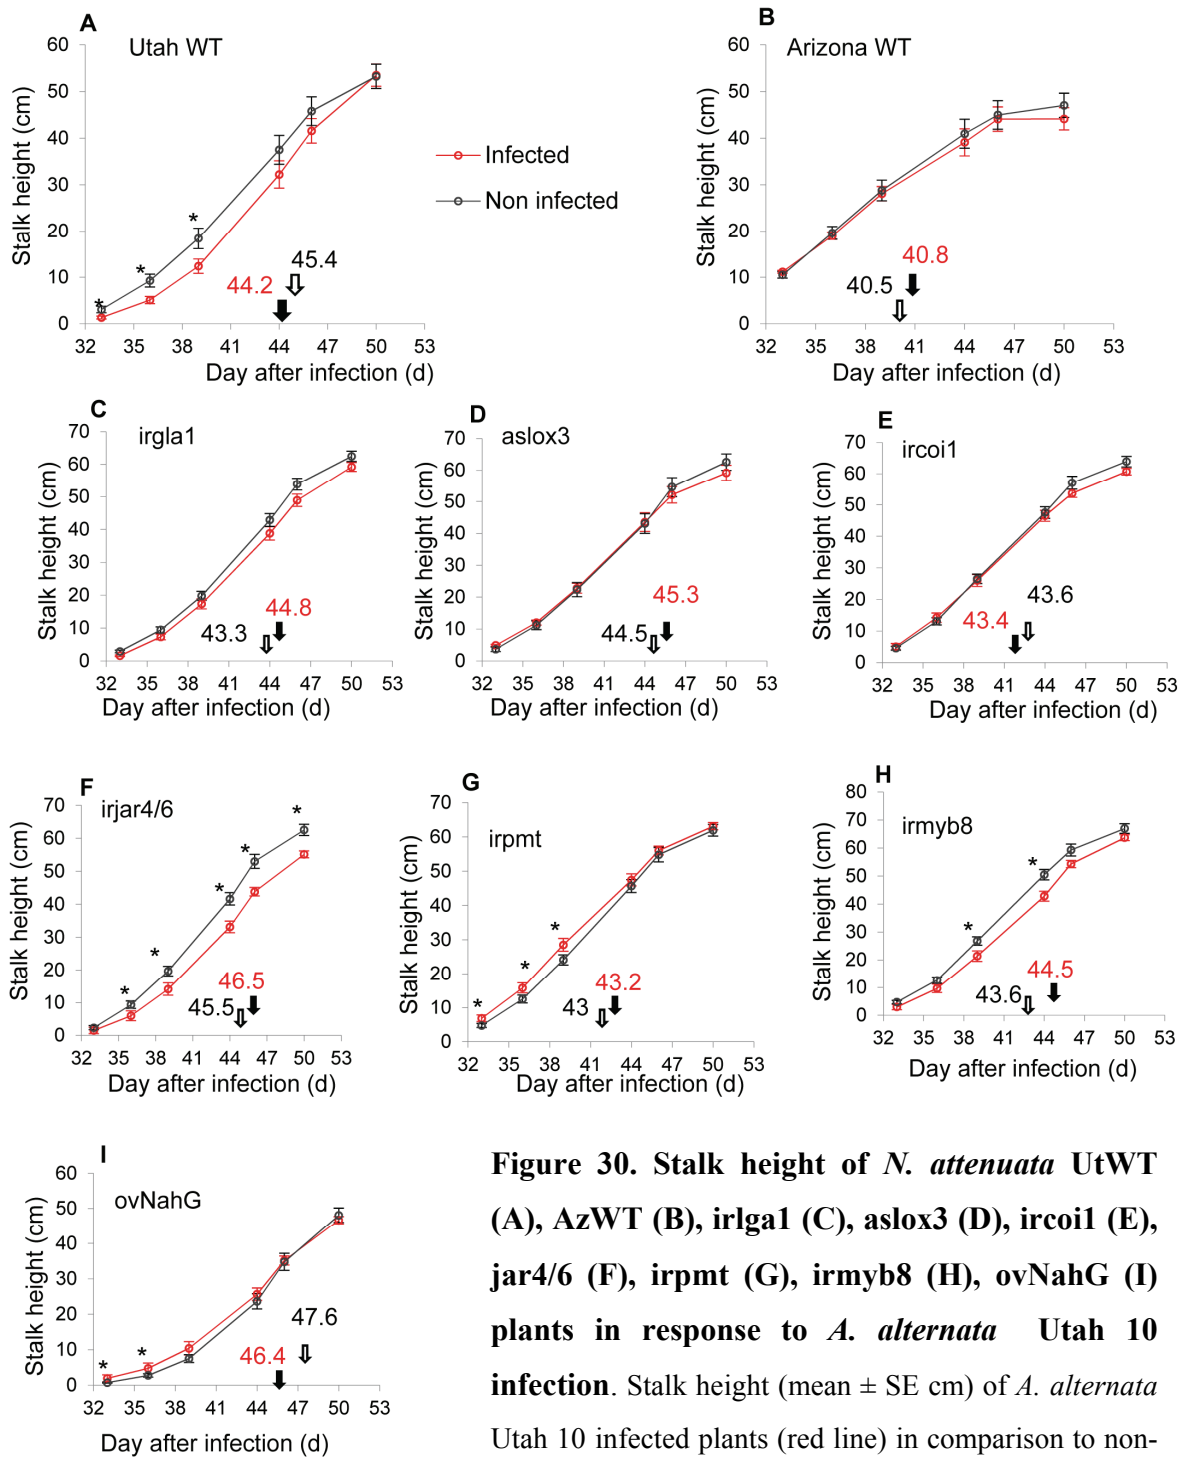 A
Utah WT
60
50
40
30
20
10
0
Stalk height (cm)
*
*
*
44.2
45.4
32 35 38 41 44 47 50 53
Day after infection (d)
Infected
Non infected
B
Arizona WT
60
50
40
30
20
10
0
Stalk height (cm)
40.8
40.5
32 35 38 41 44 47 50 53
Day after infection (d)
C
irgla1
70
60
50
40
30
20
10
0
Stalk height (cm)
44.8
43.3
32 35 38 41 44 47 50 53
Day after infection (d)
D
aslox3
70
60
50
40
30
20
10
0
Stalk height (cm)
45.3
44.5
32 35 38 41 44 47 50 53
Day after infection (d)
E
ircoi1
70
60
50
40
30
20
10
0
Stalk height (cm)
43.6
43.4
32 35 38 41 44 47 50 53
Day after infection (d)
F
irjar4/6
70
60
50
40
30
20
10
0
Stalk height (cm)
*
*
*
*
*
46.5
45.5
32 35 38 41 44 47 50 53
Day after infection (d)
G
irpmt
70
60
50
40
30
20
10
0
Stalk height (cm)
*
*
*
43.2
43
32 35 38 41 44 47 50 53
Day after infection (d)
H
irmyb8
80
70
60
50
40
30
20
10
0
Stalk height (cm)
*
*
44.5
43.6
32 35 38 41 44 47 50 53
Day after infection (d)
I
ovNahG
60
50
40
30
20
10
0
Stalk height (cm)
*
*
47.6
46.4
32 35 38 41 44 47 50 53
Day after infection (d)
Figure 30. Stalk height of N. attenuata UtWT
(A), AzWT (B), irlga1 (C), aslox3 (D), ircoi1 (E),
jar4/6 (F), irpmt (G), irmyb8 (H), ovNahG (I)
plants in response to A. alternata Utah 10
infection. Stalk height (mean ± SE cm) of A. alternata
Utah 10 infected plants (red line) in comparison to non-